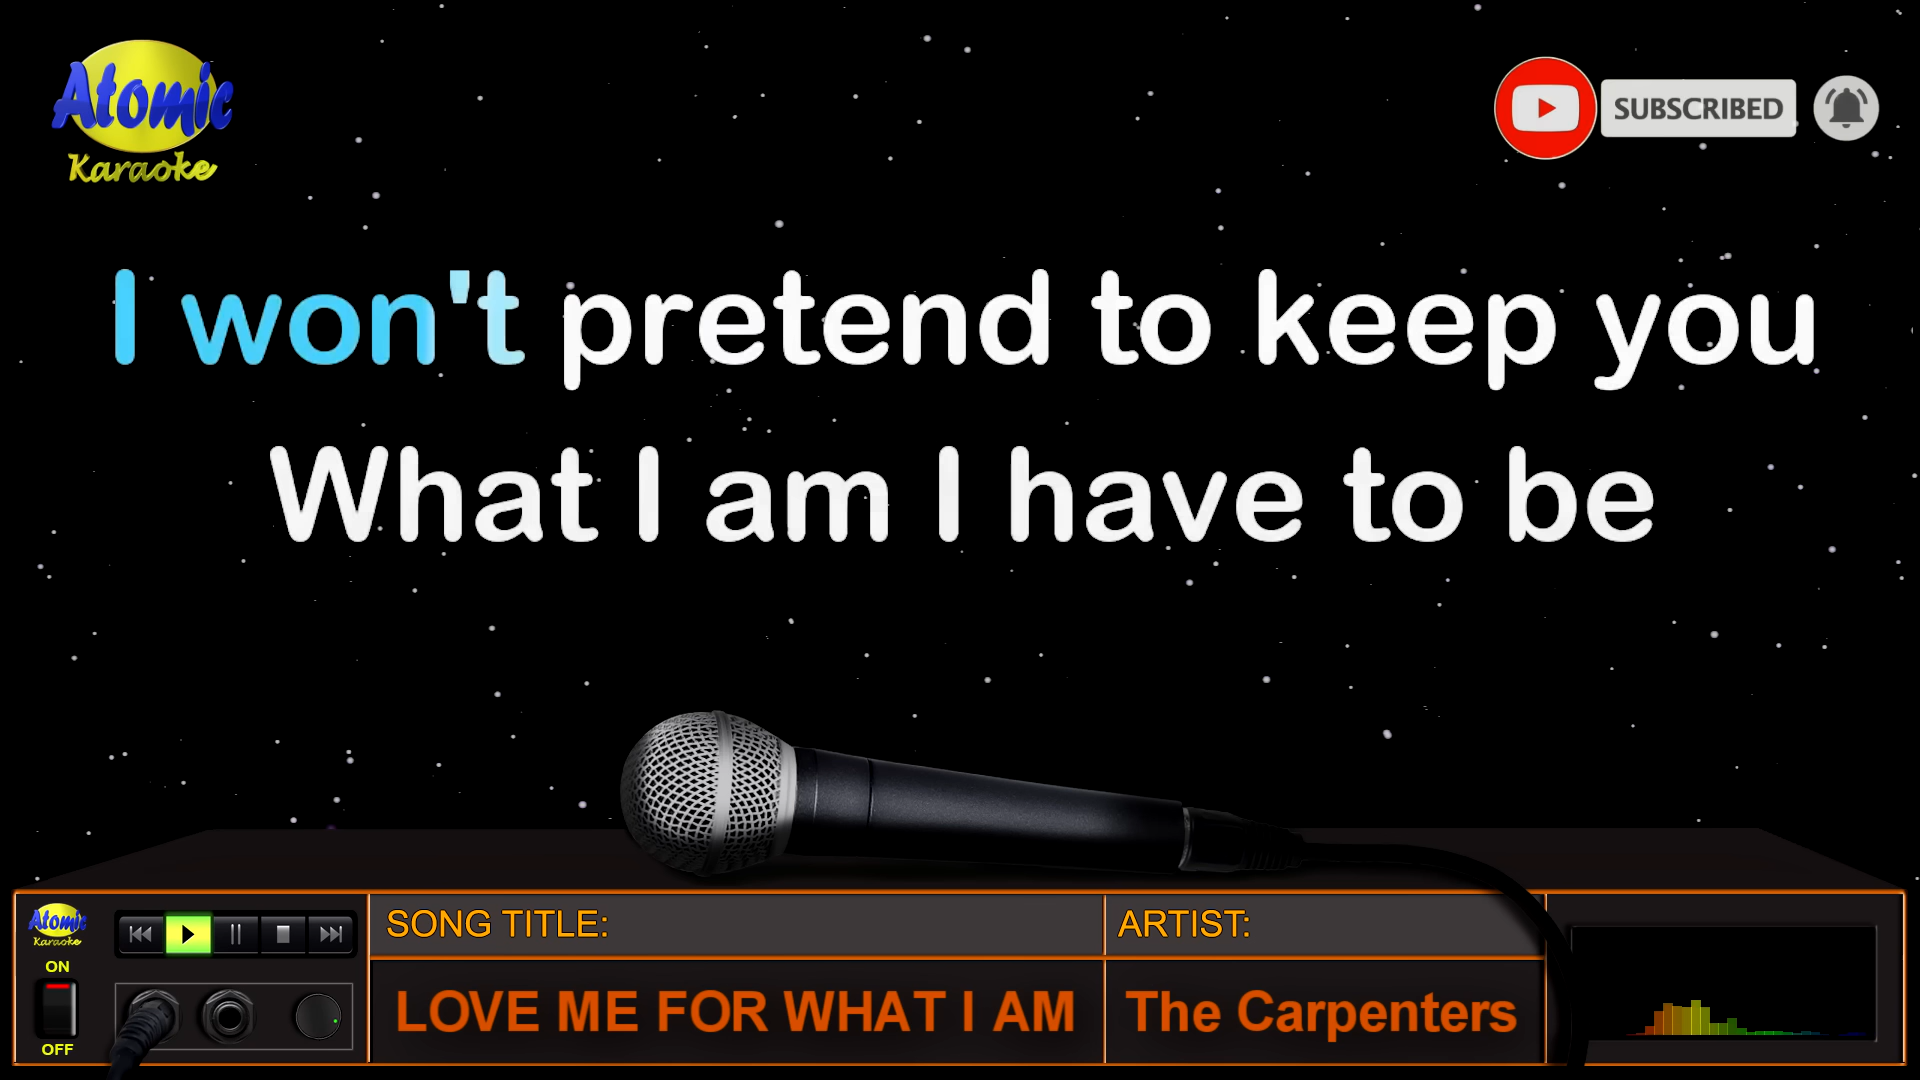 Atomic
Karaoke
SUBSCRIBED
I won't pretend to keep you
What I am I have to be
Atomic
Karaoke
ON
OFF
SONG TITLE:
LOVE ME FOR WHAT I AM
ARTIST:
The Carpenters